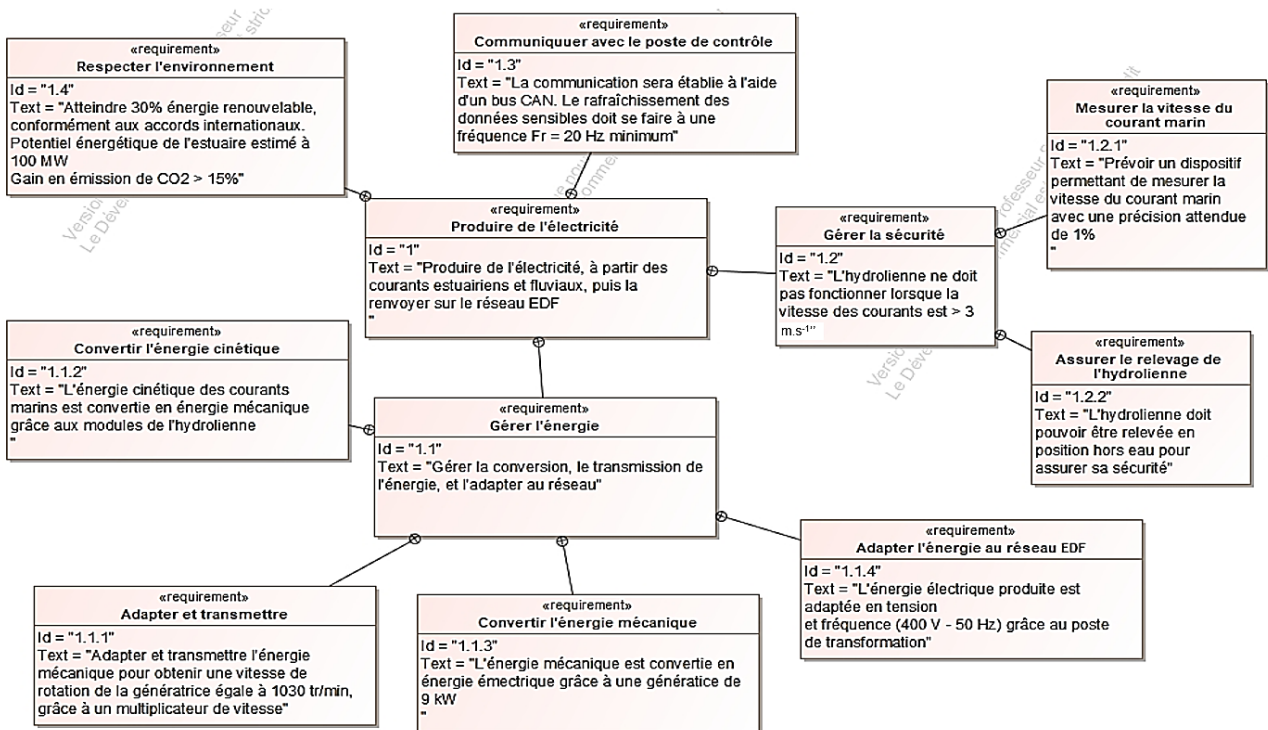 «requirement»
Respecter l'environnement
Id = "1.4"
Text = "Atteindre 30% énergie renouvelable,
conformément aux accords internationaux.
Potentiel énergétique de l'estuaire estimé à
100 MW
Gain en émission de CO2 > 15%"
«requirement»
Communiquuer avec le poste de contrôle
Id = "1.3"
Text = "La communication sera établie à l'aide
d'un bus CAN. Le rafraîchissement des
données sensibles doit se faire à une
fréquence Fr = 20 Hz minimum"
«requirement»
Mesurer la vitesse du
courant marin
Id = "1.2.1"
Text = "Prévoir un dispositif
permettant de mesurer la
vitesse du courant marin
avec une précision attendue
de 1%
"
«requirement»
Produire de l'électricité
Id = "1"
Text = "Produire de l'électricité, à partir des
courants estuairiens et fluviaux, puis la
renvoyer sur le réseau EDF
"
«requirement»
Gérer la sécurité
Id = "1.2"
Text = "L'hydrolienne ne doit
pas fonctionner lorsque la
vitesse des courants est > 3
m.s⁻¹"
«requirement»
Convertir l'énergie cinétique
Id = "1.1.2"
Text = "L'énergie cinétique des courants
marins est convertie en énergie mécanique
grâce aux modules de l'hydrolienne
"
«requirement»
Assurer le relevage de
l'hydrolienne
Id = "1.2.2"
Text = "L'hydrolienne doit
pouvoir être relevée en
position hors eau pour
assurer sa sécurité"
«requirement»
Gérer l'énergie
Id = "1.1"
Text = "Gérer la conversion, le transmission de
l'énergie, et l'adapter au réseau"
«requirement»
Adapter l'énergie au réseau EDF
Id = "1.1.4"
Text = "L'énergie électrique produite est
adaptée en tension
et fréquence (400 V - 50 Hz) grâce au poste
de transformation"
«requirement»
Adapter et transmettre
Id = "1.1.1"
Text = "Adapter et transmettre l'énergie
mécanique pour obtenir une vitesse de
rotation de la génératrice égale à 1030 tr/min,
grâce à un multiplicateur de vitesse"
«requirement»
Convertir l'énergie mécanique
Id = "1.1.3"
Text = "L'énergie mécanique est convertie en
énergie émectrique grâce à une génératice de
9 kW
"